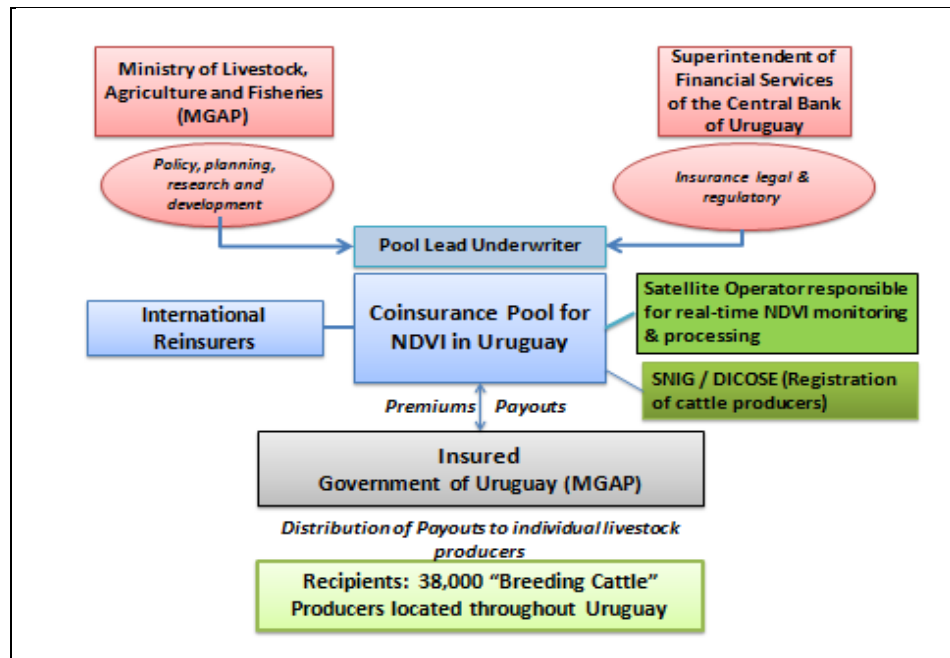 Ministry of Livestock,
Agriculture and Fisheries
(MGAP)
Superintendent of
Financial Services
of the Central Bank
of Uruguay
Policy, planning,
research and
development
Insurance legal &
regulatory
Pool Lead Underwriter
International
Reinsurers
Coinsurance Pool for
NDVI in Uruguay
Satellite Operator responsible
for real-time NDVI monitoring
& processing
SNIG / DICOSE (Registration
of cattle producers)
Premiums Payouts
Insured
Government of Uruguay (MGAP)
Distribution of Payouts to individual livestock
producers
Recipients: 38,000 “Breeding Cattle”
Producers located throughout Uruguay